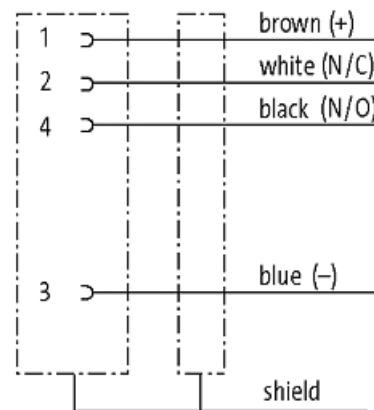 1 brown (+)
2 white (N/C)
4 black (N/O)
3 blue (–)
shield